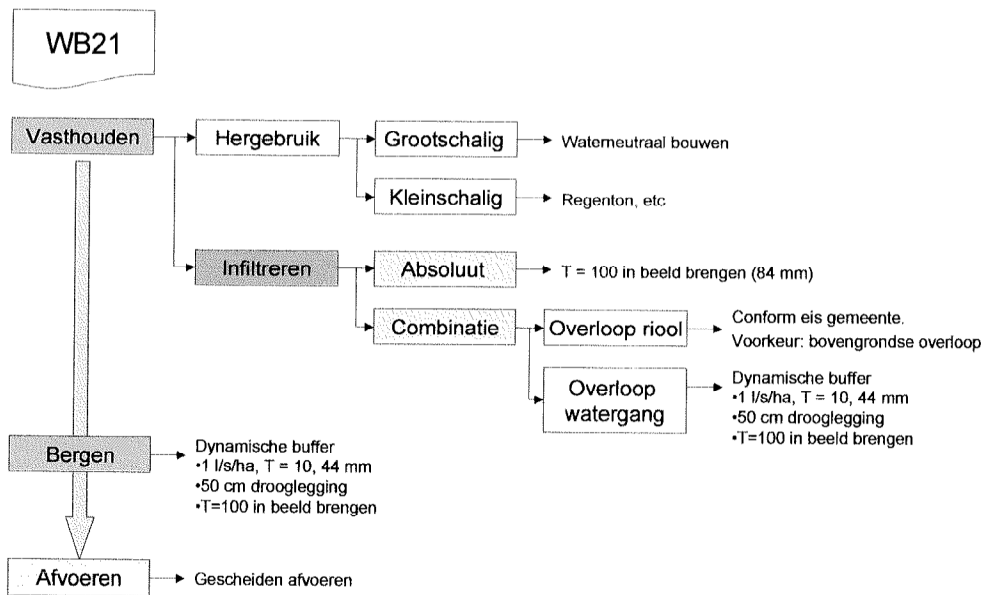 WB21
Vasthouden
Hergebruik
Grootschalig
Waterneutraal bouwen
Kleinschalig
Regenton, etc
Infiltreren
Absoluut
T = 100 in beeld brengen (84 mm)
Combinatie
Overloop riool
Conform eis gemeente.
Voorkeur: bovengrondse overloop
Overloop
watergang
Dynamische buffer
•1 l/s/ha, T = 10, 44 mm
•50 cm drooglegging
•T=100 in beeld brengen
Bergen
Dynamische buffer
•1 l/s/ha, T = 10, 44 mm
•50 cm drooglegging
•T=100 in beeld brengen
Afvoeren
Gescheiden afvoeren